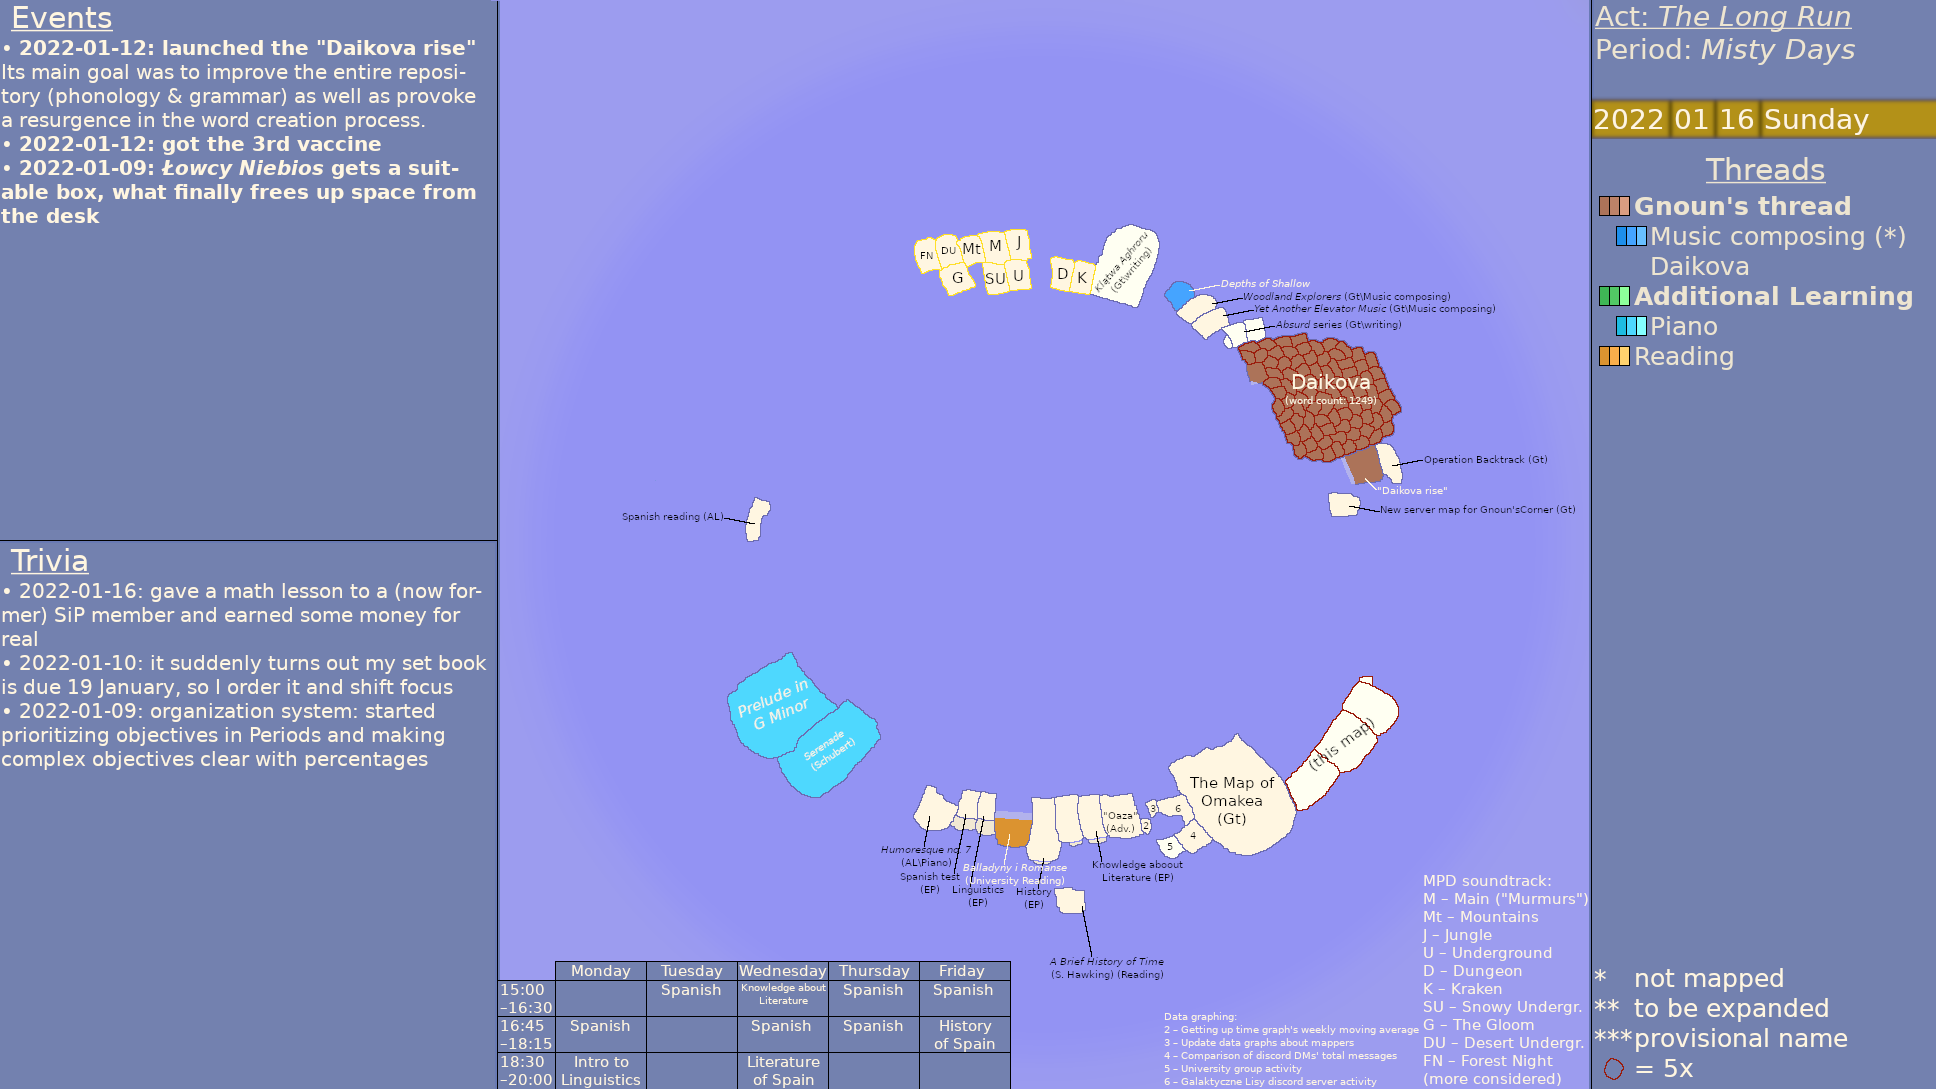 Events
• 2022-01-12: launched the "Daikova rise"
Its main goal was to improve the entire reposi-
tory (phonology & grammar) as well as provoke
a resurgence in the word creation process.
• 2022-01-12: got the 3rd vaccine
• 2022-01-09: Łowcy Niebios gets a suit-
able box, what finally frees up space from
the desk
Trivia
• 2022-01-16: gave a math lesson to a (now for-
mer) SiP member and earned some money for
real
• 2022-01-10: it suddenly turns out my set book
is due 19 January, so I order it and shift focus
• 2022-01-09: organization system: started
prioritizing objectives in Periods and making
complex objectives clear with percentages
FN
DU
Mt
M
J
G
SU
U
D
K
Klątwa Aghroru
(Gt\writing)
Depths of Shallow
Woodland Explorers (Gt\Music composing)
Yet Another Elevator Music (Gt\Music composing)
Absurd series (Gt\writing)
Daikova
(word count: 1249)
Operation Backtrack (Gt)
"Daikova rise"
New server map for Gnoun'sCorner (Gt)
Spanish reading (AL)
Prelude in
G Minor
Serenade
(Schubert)
(this map)
The Map of
Omakea
(Gt)
"Oaza"
(Adv.)
3
6
2
4
5
Humoresque no. 7
(AL\Piano)
Spanish test
(EP)
Linguistics
(EP)
Balladyny i Romanse
(University Reading)
History
(EP)
Knowledge aboout
Literature (EP)
A Brief History of Time
(S. Hawking) (Reading)
Monday Tuesday Wednesday Thursday Friday
15:00
–16:30
Spanish
Knowledge about
Literature
Spanish
Spanish
16:45
–18:15
Spanish
Spanish
Spanish
History
of Spain
18:30
–20:00
Intro to
Linguistics
Literature
of Spain
Data graphing:
2 – Getting up time graph's weekly moving average
3 – Update data graphs about mappers
4 – Comparison of discord DMs' total messages
5 – University group activity
6 – Galaktyczne Lisy discord server activity
MPD soundtrack:
M – Main ("Murmurs")
Mt – Mountains
J – Jungle
U – Underground
D – Dungeon
K – Kraken
SU – Snowy Undergr.
G – The Gloom
DU – Desert Undergr.
FN – Forest Night
(more considered)
Act: The Long Run
Period: Misty Days
2022 01 16 Sunday
Threads
Gnoun's thread
Music composing (*)
Daikova
Additional Learning
Piano
Reading
* not mapped
** to be expanded
*** provisional name
= 5x